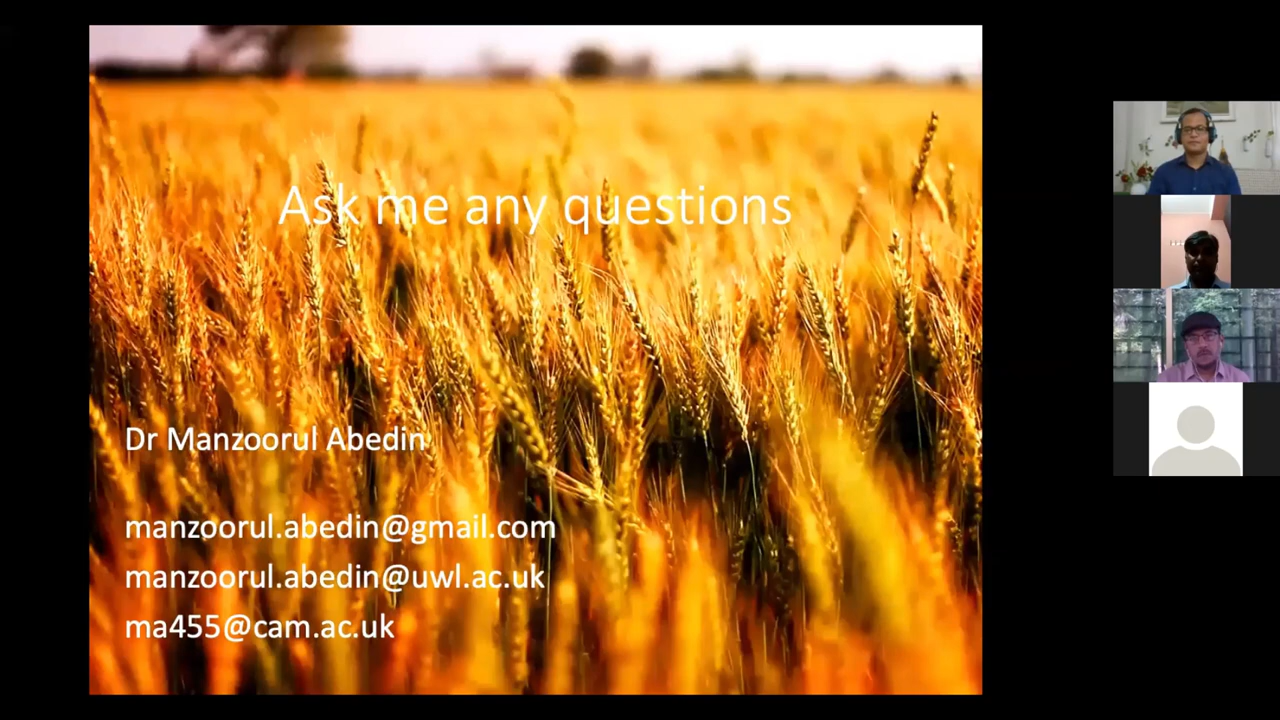 Ask me any questions
Dr Manzoorul Abedin
manzoorul.abedin@gmail.com
manzoorul.abedin@uwl.ac.uk
ma455@cam.ac.uk